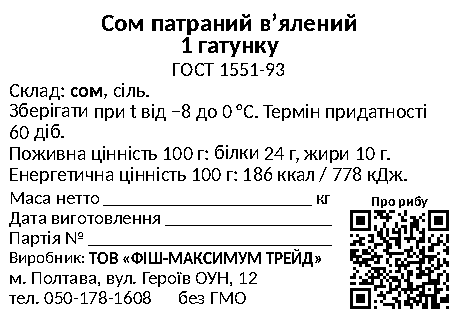 Сом патраний в’ялений
1 гатунку
ГОСТ 1551-93
Склад: сом, сіль.
Зберігати при t від −8 до 0 °С. Термін придатності
60 діб.
Поживна цінність 100 г: білки 24 г, жири 10 г.
Енергетична цінність 100 г: 186 ккал / 778 кДж.
Маса нетто ____________________ кг
Дата виготовлення ________________
Партія № _______________________
Про рибу
Виробник: ТОВ «ФІШ-МАКСИМУМ ТРЕЙД»
м. Полтава, вул. Героїв ОУН, 12
тел. 050-178-1608 без ГМО